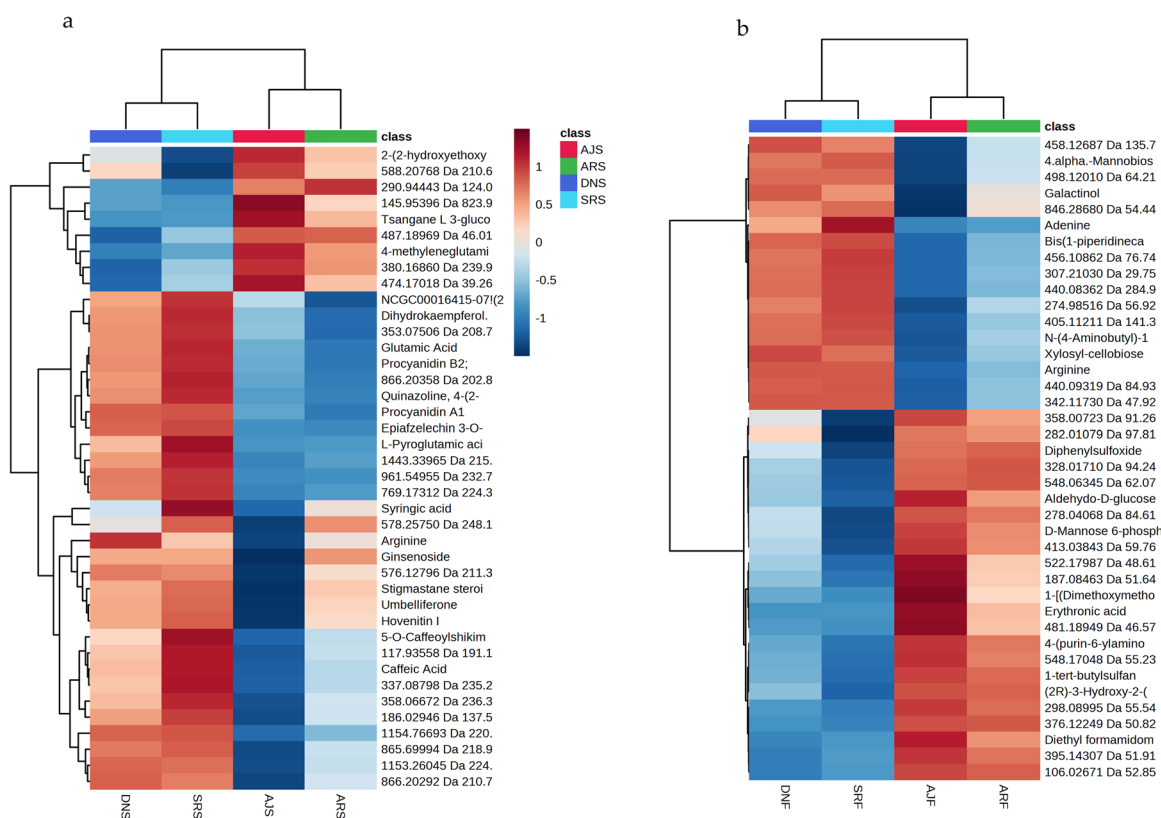 a
class
2-(2-hydroxyethoxy
588.20768 Da 210.6
290.94443 Da 124.0
145.95396 Da 823.9
Tsangane L 3-gluco
487.18969 Da 46.01
4-methyleneglutami
380.16860 Da 239.9
474.17018 Da 39.26
NCGC00016415-07!(2
Dihydrokaempferol.
353.07506 Da 208.7
Glutamic Acid
Procyanidin B2;
866.20358 Da 202.8
Quinazoline, 4-(2-
Procyanidin A1
Epiafzelechin 3-O-
L-Pyroglutamic aci
1443.33965 Da 215.
961.54955 Da 232.7
769.17312 Da 224.3
Syringic acid
578.25750 Da 248.1
Arginine
Ginsenoside
576.12796 Da 211.3
Stigmastane steroi
Umbelliferone
Hovenitin I
5-O-Caffeoylshikim
117.93558 Da 191.1
Caffeic Acid
337.08798 Da 235.2
358.06672 Da 236.3
186.02946 Da 137.5
1154.76693 Da 220.
865.69994 Da 218.9
1153.26045 Da 224.
866.20292 Da 210.7
DNS
SRS
AJS
ARS
1
0.5
0
-0.5
-1
class
AJS
ARS
DNS
SRS
b
class
458.12687 Da 135.7
4.alpha.-Mannobios
498.12010 Da 64.21
Galactinol
846.28680 Da 54.44
Adenine
Bis(1-piperidineca
456.10862 Da 76.74
307.21030 Da 29.75
440.08362 Da 284.9
274.98516 Da 56.92
405.11211 Da 141.3
N-(4-Aminobutyl)-1
Xylosyl-cellobiose
Arginine
440.09319 Da 84.93
342.11730 Da 47.92
358.00723 Da 91.26
282.01079 Da 97.81
Diphenylsulfoxide
328.01710 Da 94.24
548.06345 Da 62.07
Aldehydo-D-glucose
278.04068 Da 84.61
D-Mannose 6-phosph
413.03843 Da 59.76
522.17987 Da 48.61
187.08463 Da 51.64
1-[(Dimethoxymetho
Erythronic acid
481.18949 Da 46.57
4-(purin-6-ylamino
548.17048 Da 55.23
1-tert-butylsulfan
(2R)-3-Hydroxy-2-(
298.08995 Da 55.54
376.12249 Da 50.82
Diethyl formamidom
395.14307 Da 51.91
106.02671 Da 52.85
DNF
SRF
AJF
ARF